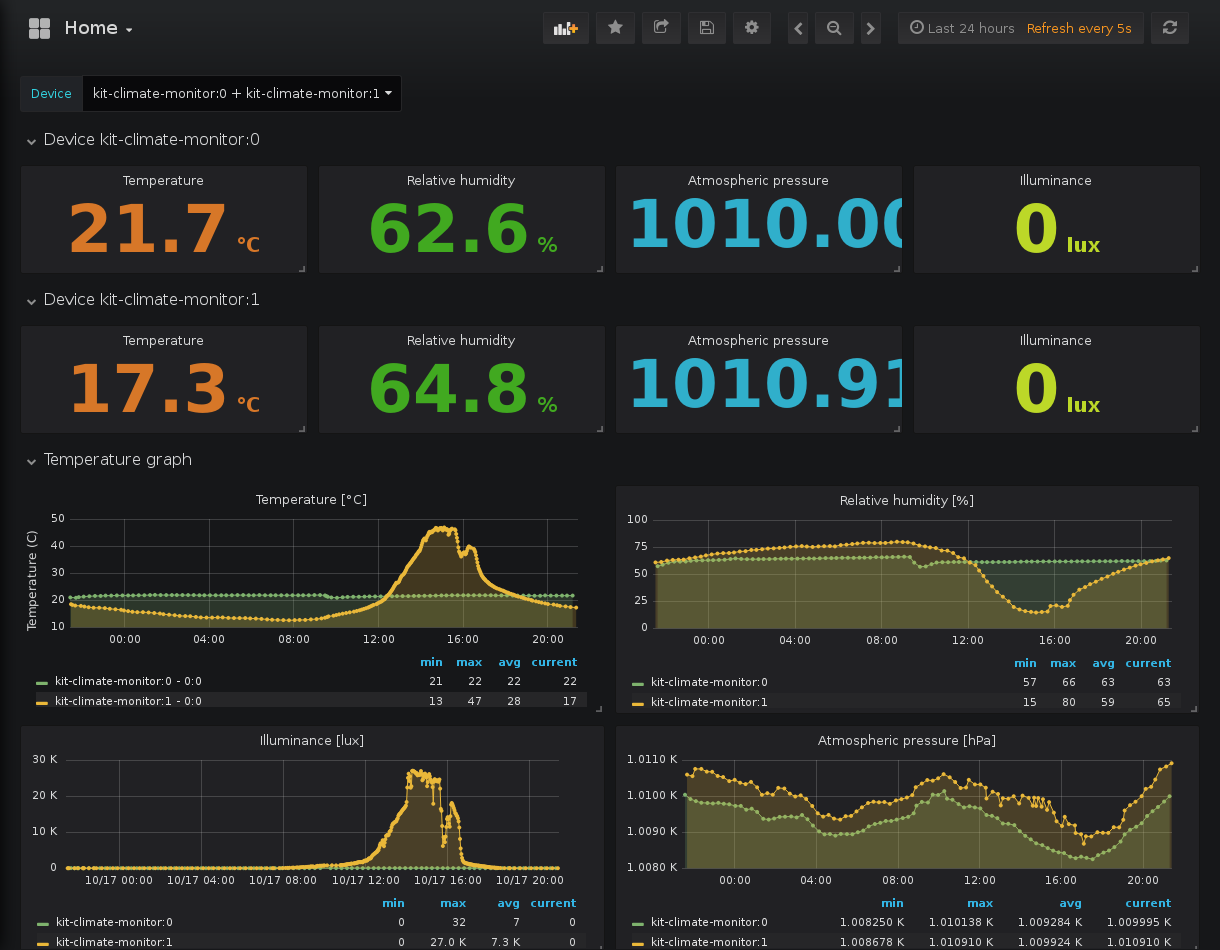 Home
Last 24 hours Refresh every 5s
Device kit-climate-monitor:0 + kit-climate-monitor:1
Device kit-climate-monitor:0
Temperature Relative humidity Atmospheric pressure Illuminance
21.7 °C 62.6 % 1010.00 0 lux
Device kit-climate-monitor:1
Temperature Relative humidity Atmospheric pressure Illuminance
17.3 °C 64.8 % 1010.91 0 lux
Temperature graph
Temperature [°C]
Temperature (C)
50
40
30
20
10
00:00 04:00 08:00 12:00 16:00 20:00
min max avg current
kit-climate-monitor:0 - 0:0 21 22 22 22
kit-climate-monitor:1 - 0:0 13 47 28 17
Relative humidity [%]
100
75
50
25
0
00:00 04:00 08:00 12:00 16:00 20:00
min max avg current
kit-climate-monitor:0 57 66 63 63
kit-climate-monitor:1 15 80 59 65
Illuminance [lux]
30 K
20 K
10 K
0
10/17 00:00 10/17 04:00 10/17 08:00 10/17 12:00 10/17 16:00 10/17 20:00
min max avg current
kit-climate-monitor:0 0 32 7 0
kit-climate-monitor:1 0 27.0 K 7.3 K 0
Atmospheric pressure [hPa]
1.0110 K
1.0100 K
1.0090 K
1.0080 K
00:00 04:00 08:00 12:00 16:00 20:00
min max avg current
kit-climate-monitor:0 1.008250 K 1.010138 K 1.009284 K 1.009995 K
kit-climate-monitor:1 1.008678 K 1.010910 K 1.009924 K 1.010910 K